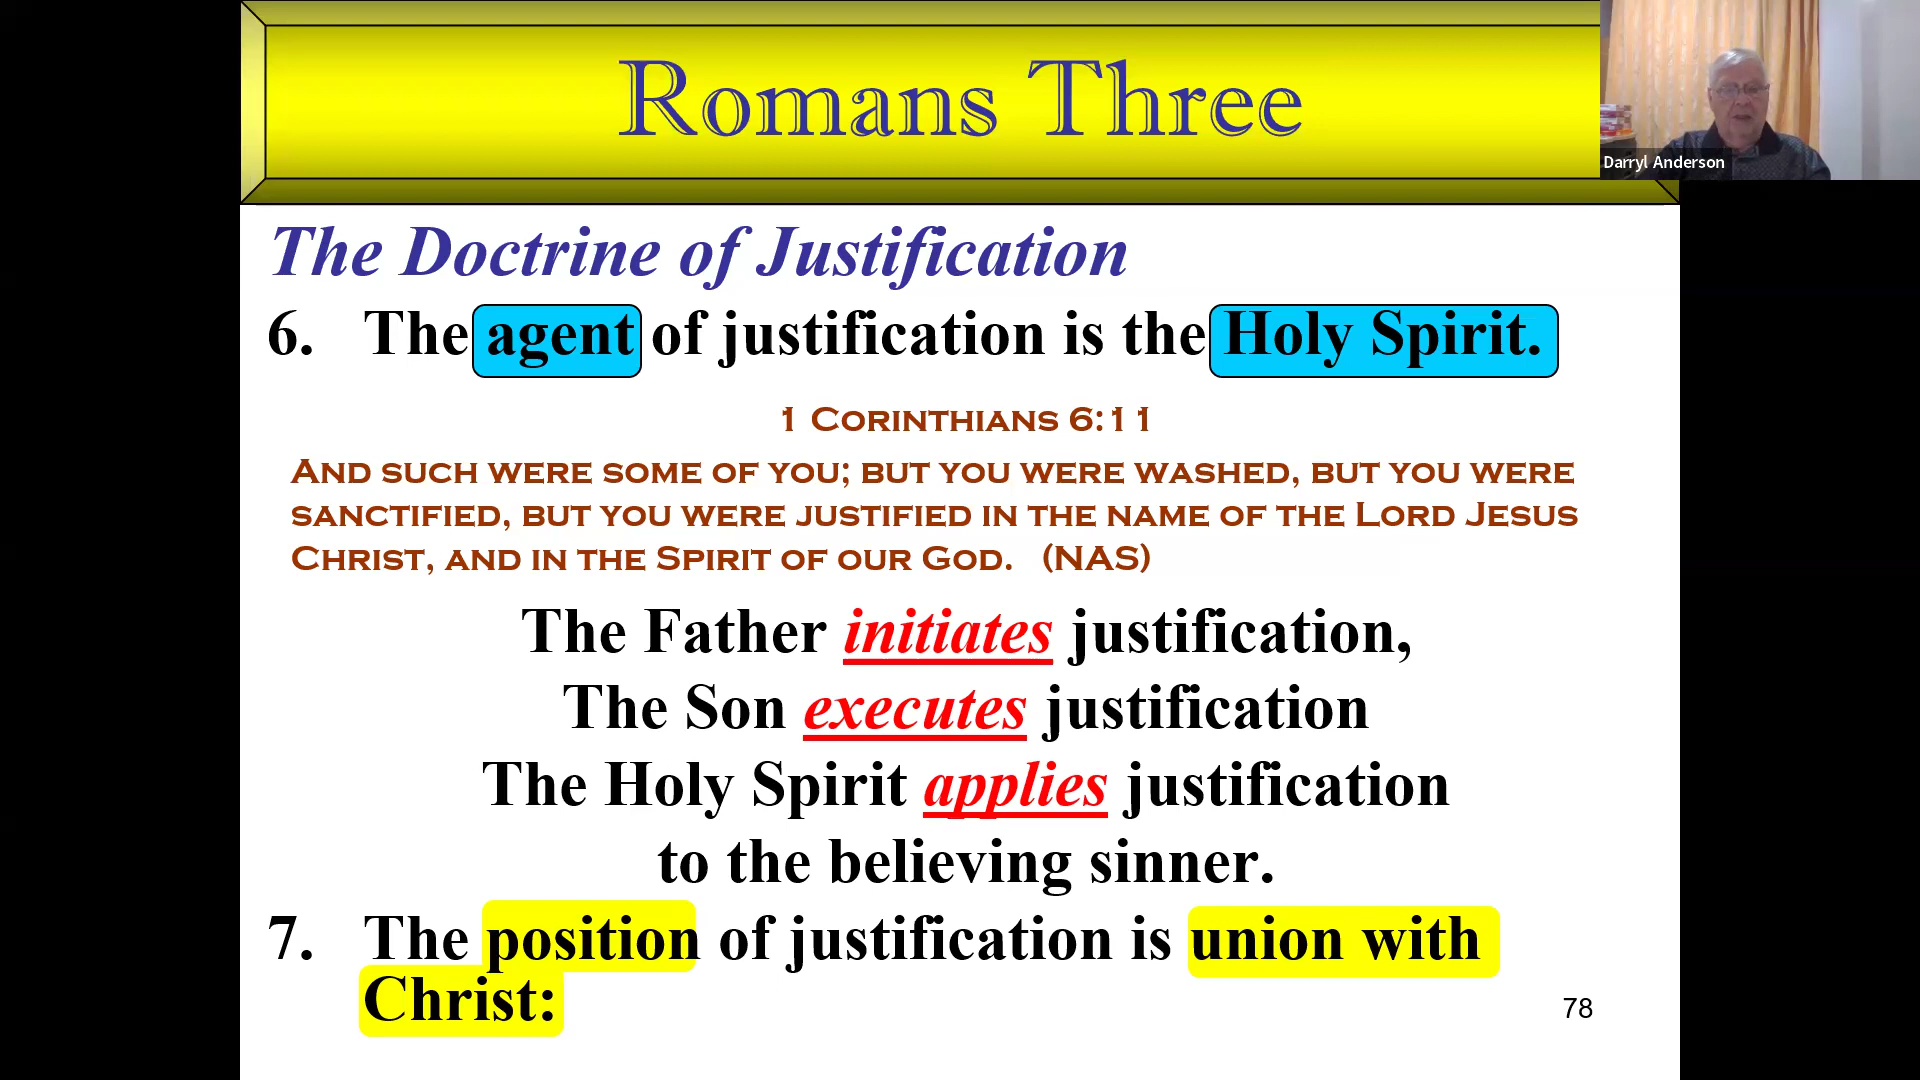 Romans Three
Darryl Anderson
The Doctrine of Justification
6. The agent of justification is the Holy Spirit.
1 Corinthians 6:11
And such were some of you; but you were washed, but you were
sanctified, but you were justified in the name of the Lord Jesus
Christ, and in the Spirit of our God. (NAS)
The Father initiates justification,
The Son executes justification
The Holy Spirit applies justification
to the believing sinner.
7. The position of justification is union with
Christ:
78